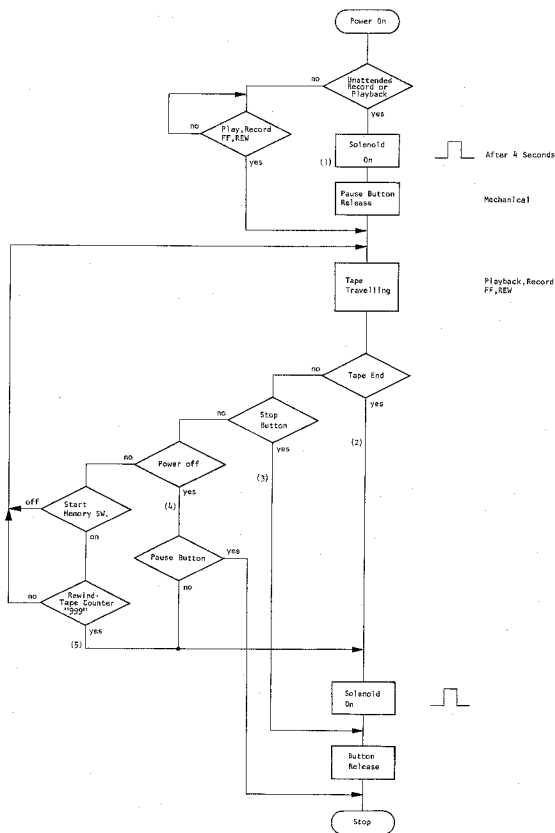 Power On
Unattended
Record or
Playback
no
yes
Play,Record
FF,REW
no
yes
(1)
Solenoid
On
After 4 Seconds
Pause Button
Release
Mechanical
Tape
Travelling
Playback,Record
FF,REW
Tape End
no
yes
(2)
Stop
Button
no
yes
(3)
Power off
no
yes
(4)
Start
Memory SW.
off
on
Pause Button
yes
no
Rewind-
Tape Counter
"999"
no
yes
(5)
Solenoid
On
Button
Release
Stop